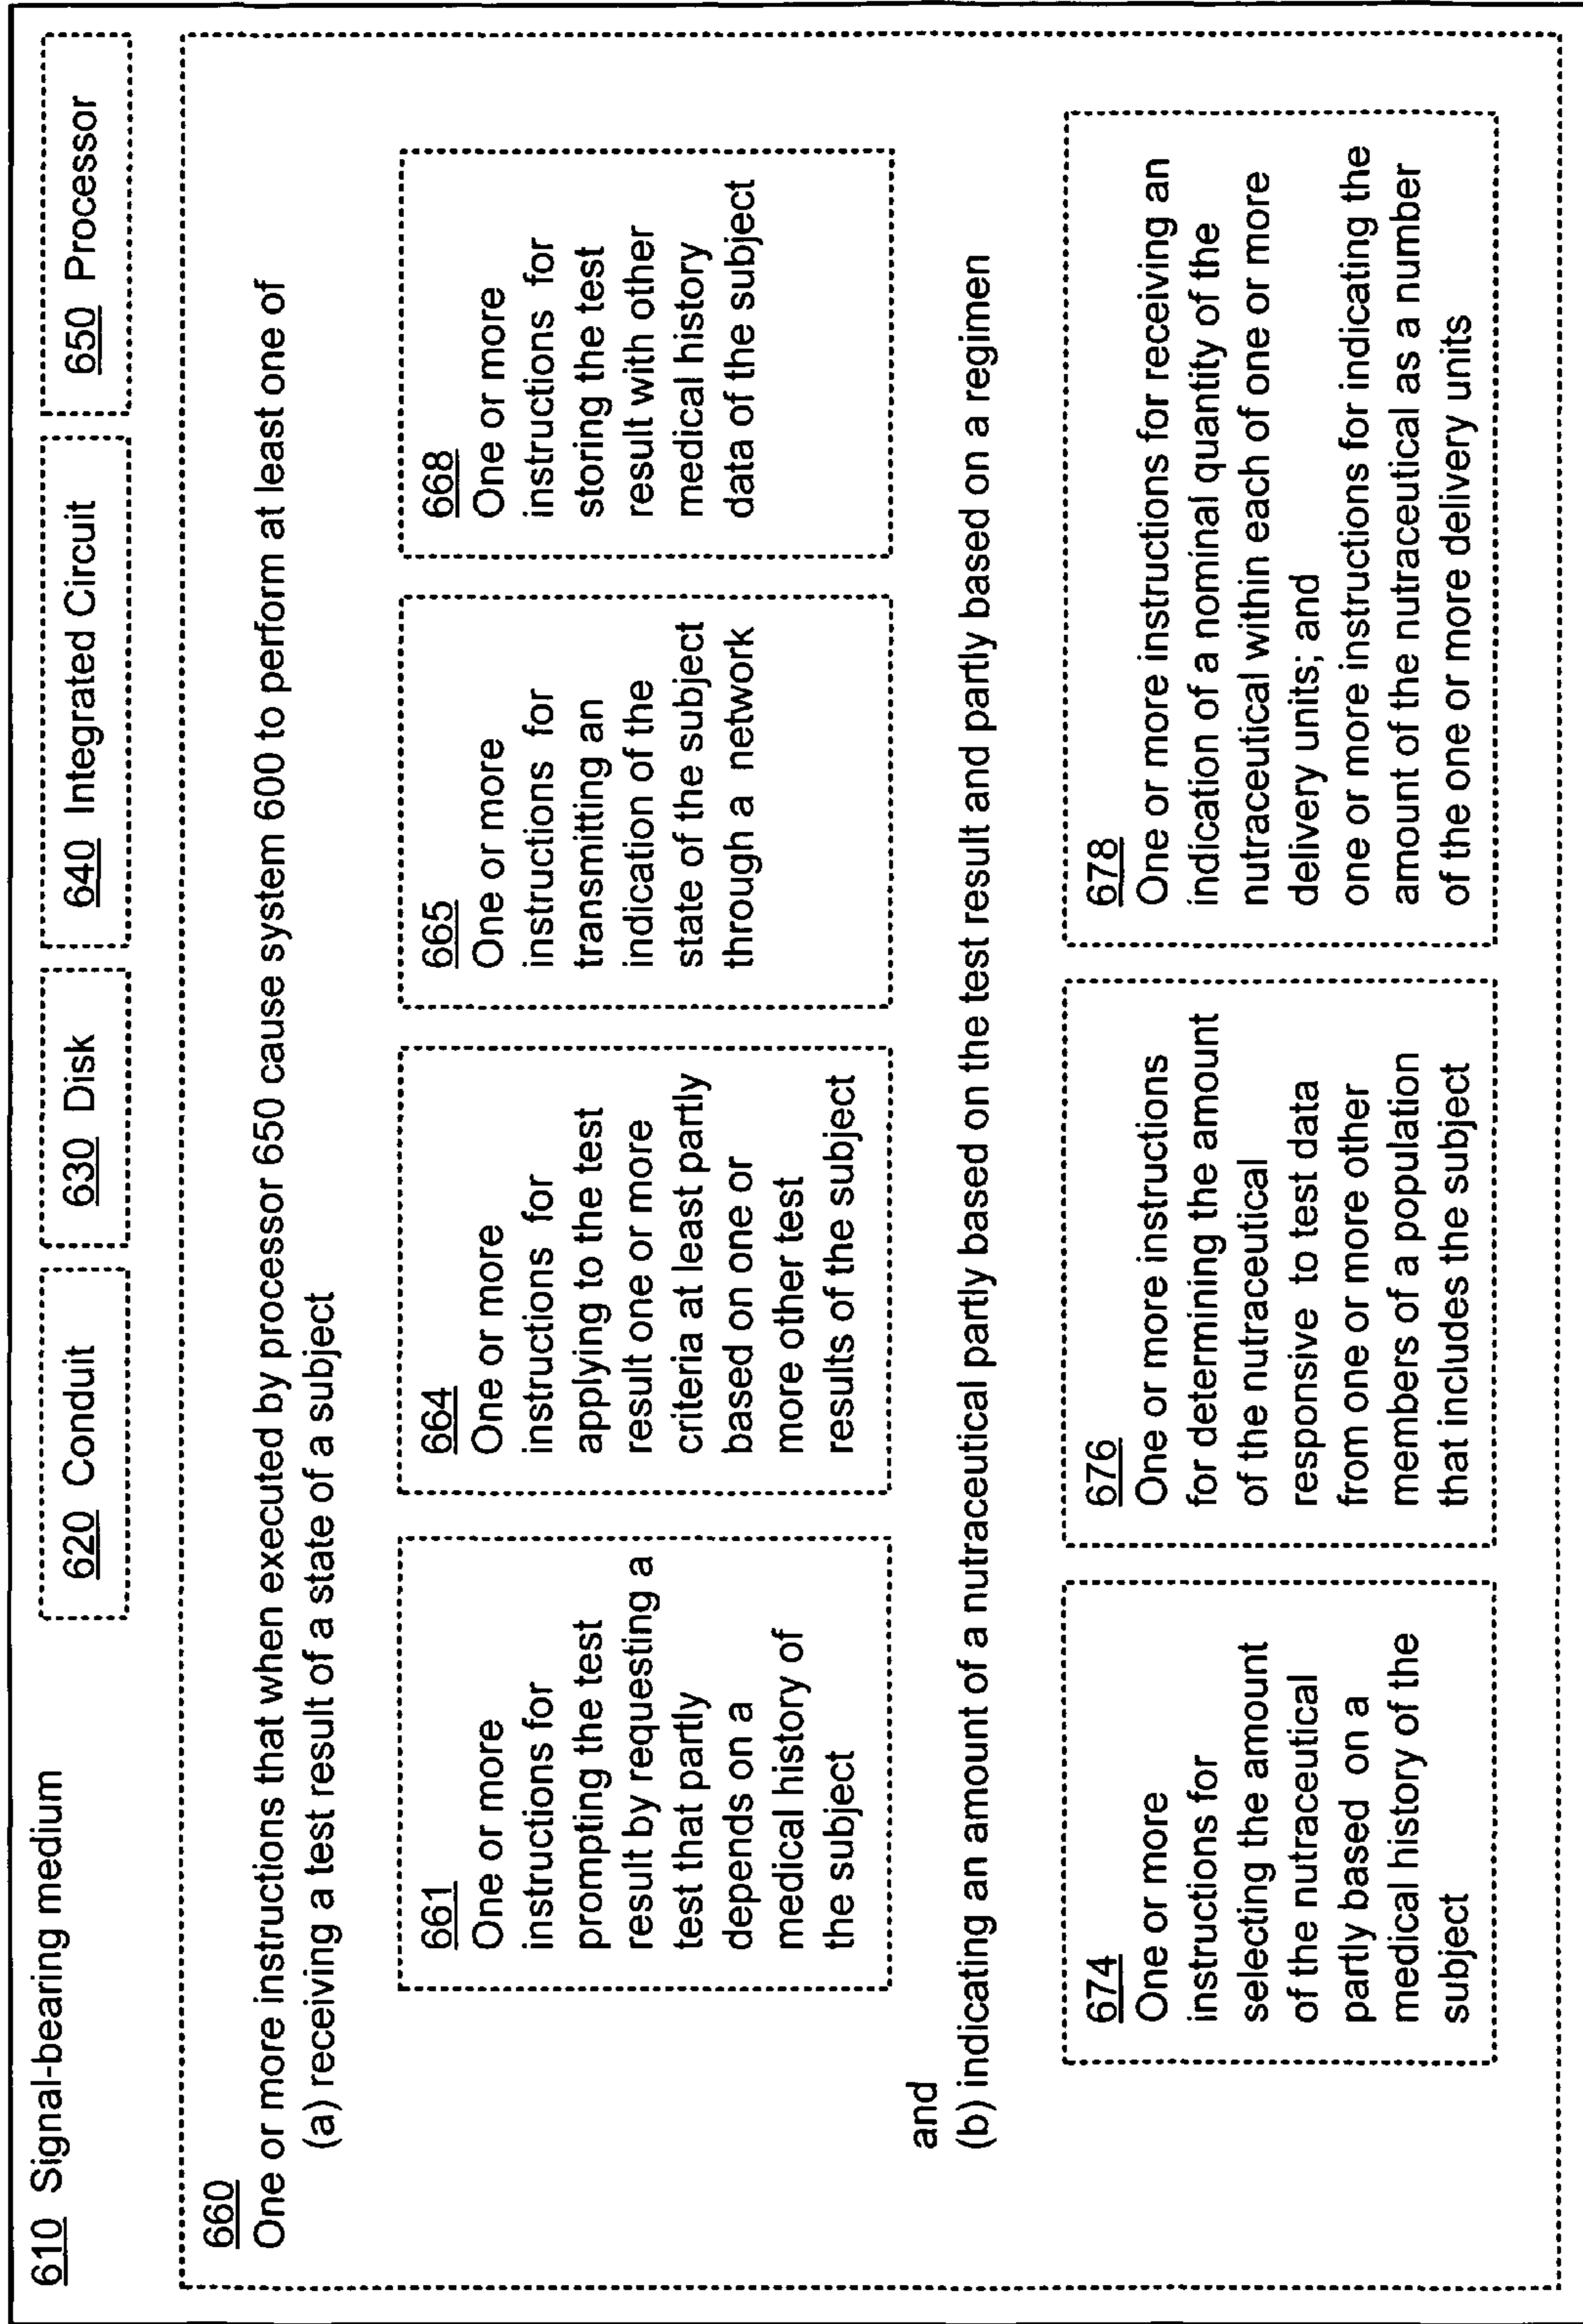 610 Signal-bearing medium
620 Conduit
630 Disk
640 Integrated Circuit
650 Processor
660
One or more instructions that when executed by processor 650 cause system 600 to perform at least one of
(a) receiving a test result of a state of a subject
661
One or more
instructions for
prompting the test
result by requesting a
test that partly
depends on a
medical history of
the subject
664
One or more
instructions for
applying to the test
result one or more
criteria at least partly
based on one or
more other test
results of the subject
665
One or more
instructions for
transmitting an
indication of the
state of the subject
through a network
668
One or more
instructions for
storing the test
result with other
medical history
data of the subject
and
(b) indicating an amount of a nutraceutical partly based on the test result and partly based on a regimen
674
One or more
instructions for
selecting the amount
of the nutraceutical
partly based on a
medical history of the
subject
676
One or more instructions
for determining the amount
of the nutraceutical
responsive to test data
from one or more other
members of a population
that includes the subject
678
One or more instructions for receiving an
indication of a nominal quantity of the
nutraceutical within each of one or more
delivery units; and
one or more instructions for indicating the
amount of the nutraceutical as a number
of the one or more delivery units